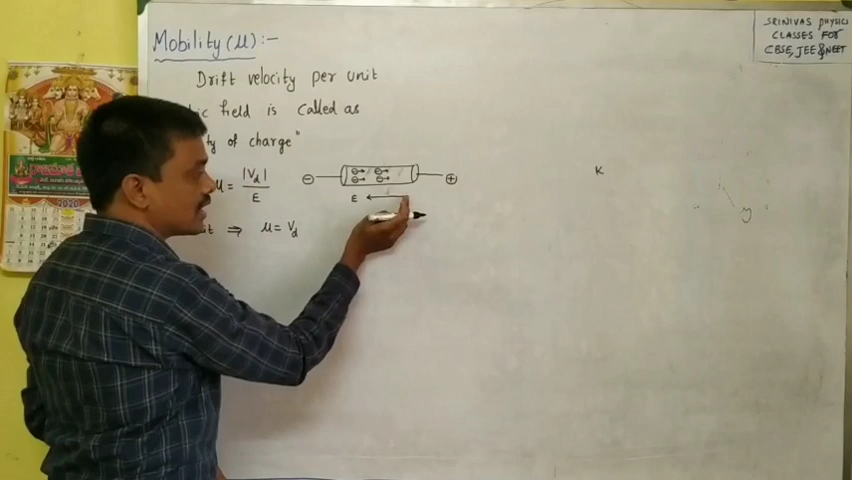 Mobility (μ) :-
SRINIVAS PHYSICS
CLASSES FOR
CBSE, JEE & NEET
Drift velocity per unit
field is called as
of charge"
μ = |Vd| / E
⊖ ⊖ ⊖ ⊖ ⊖ ⊕
E ←
⇒ μ = Vd
K
2020